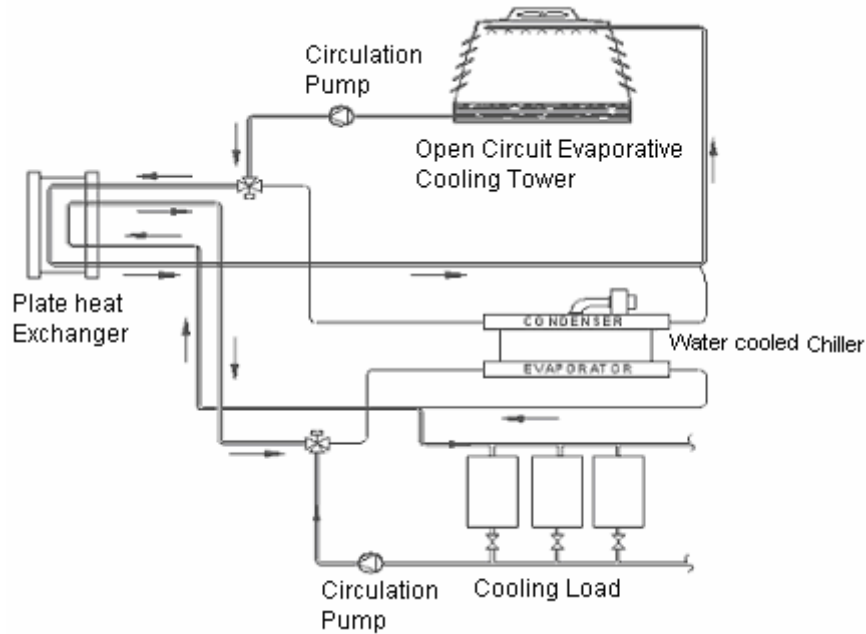 Circulation
Pump
Open Circuit Evaporative
Cooling Tower
Plate heat
Exchanger
CONDENSER
Water cooled Chiller
EVAPORATOR
Circulation
Pump
Cooling Load